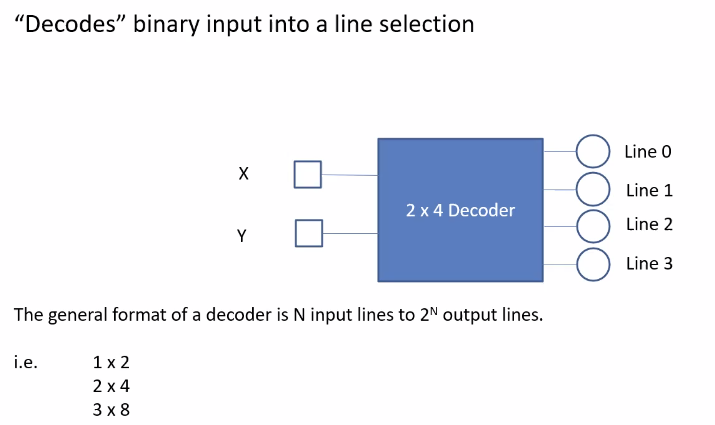 “Decodes” binary input into a line selection
Line 0
X
Line 1
2 x 4 Decoder
Line 2
Y
Line 3
The general format of a decoder is N input lines to 2ᴺ output lines.
i.e. 1 x 2
2 x 4
3 x 8